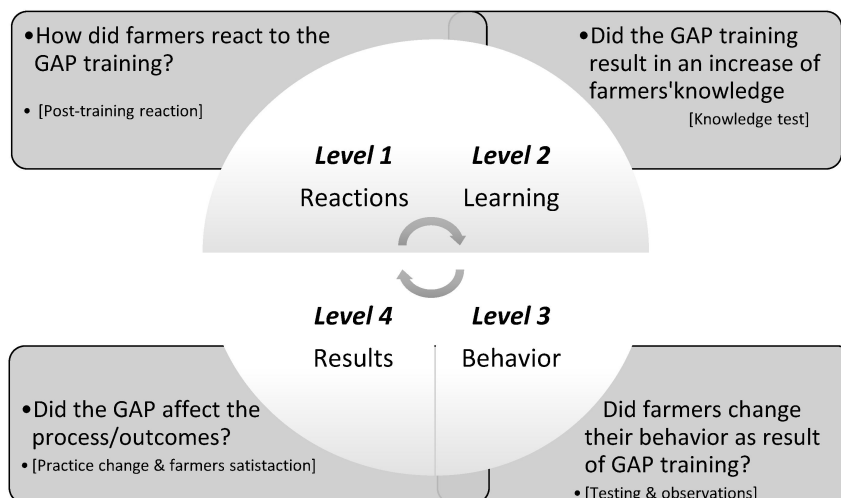 •How did farmers react to the
GAP training?
• [Post-training reaction]
•Did the GAP training
result in an increase of
farmers'knowledge
[Knowledge test]
Level 1
Reactions
Level 2
Learning
Level 4
Results
Level 3
Behavior
•Did the GAP affect the
process/outcomes?
• [Practice change & farmers satistaction]
Did farmers change
their behavior as result
of GAP training?
• [Testing & observations]